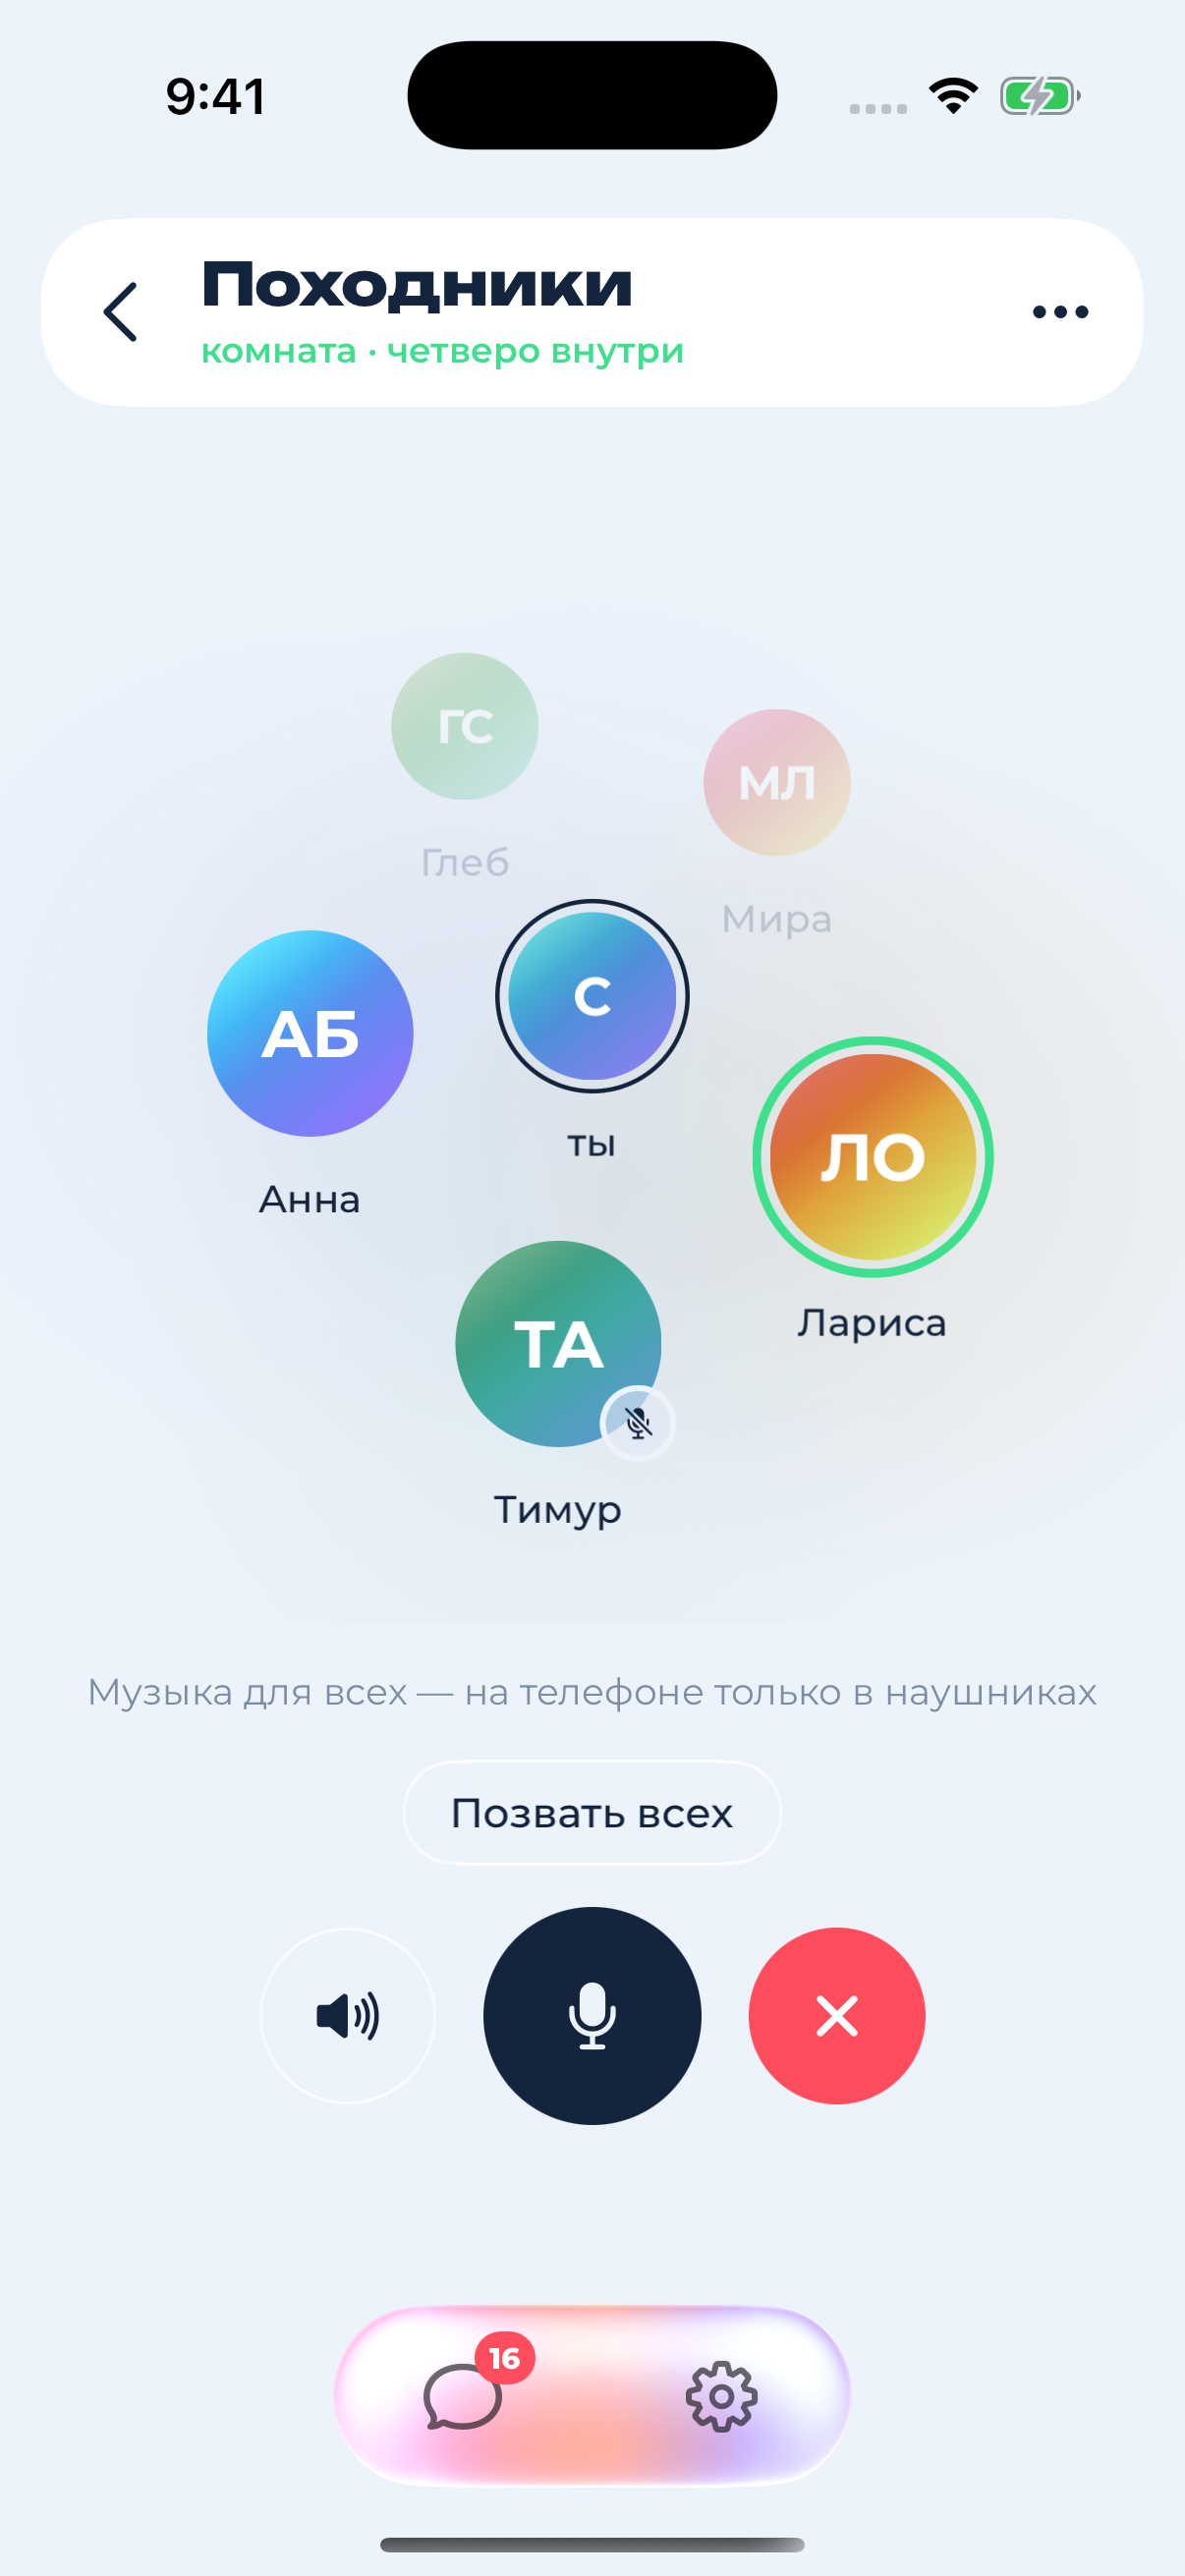 9:41
Походники
комната · четверо внутри
ГС
Глеб
МЛ
Мира
С
ты
АБ
Анна
ЛО
Лариса
ТА
Тимур
Музыка для всех — на телефоне только в наушниках
Позвать всех
16